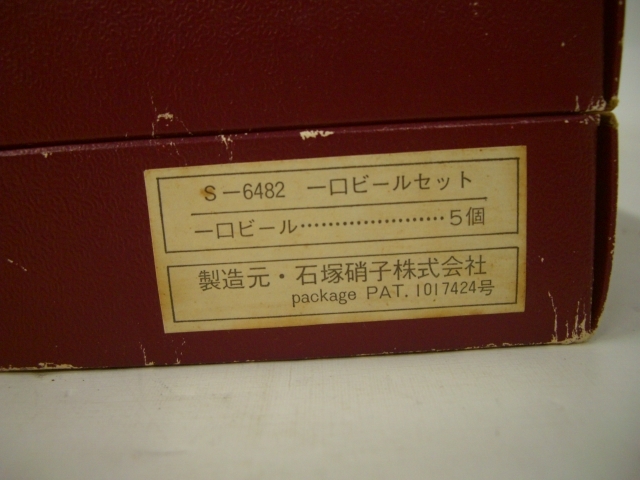 S－6482　一口ビールセット
一口ビール…………………5個
製造元・石塚硝子株式会社
package PAT. 1017424号